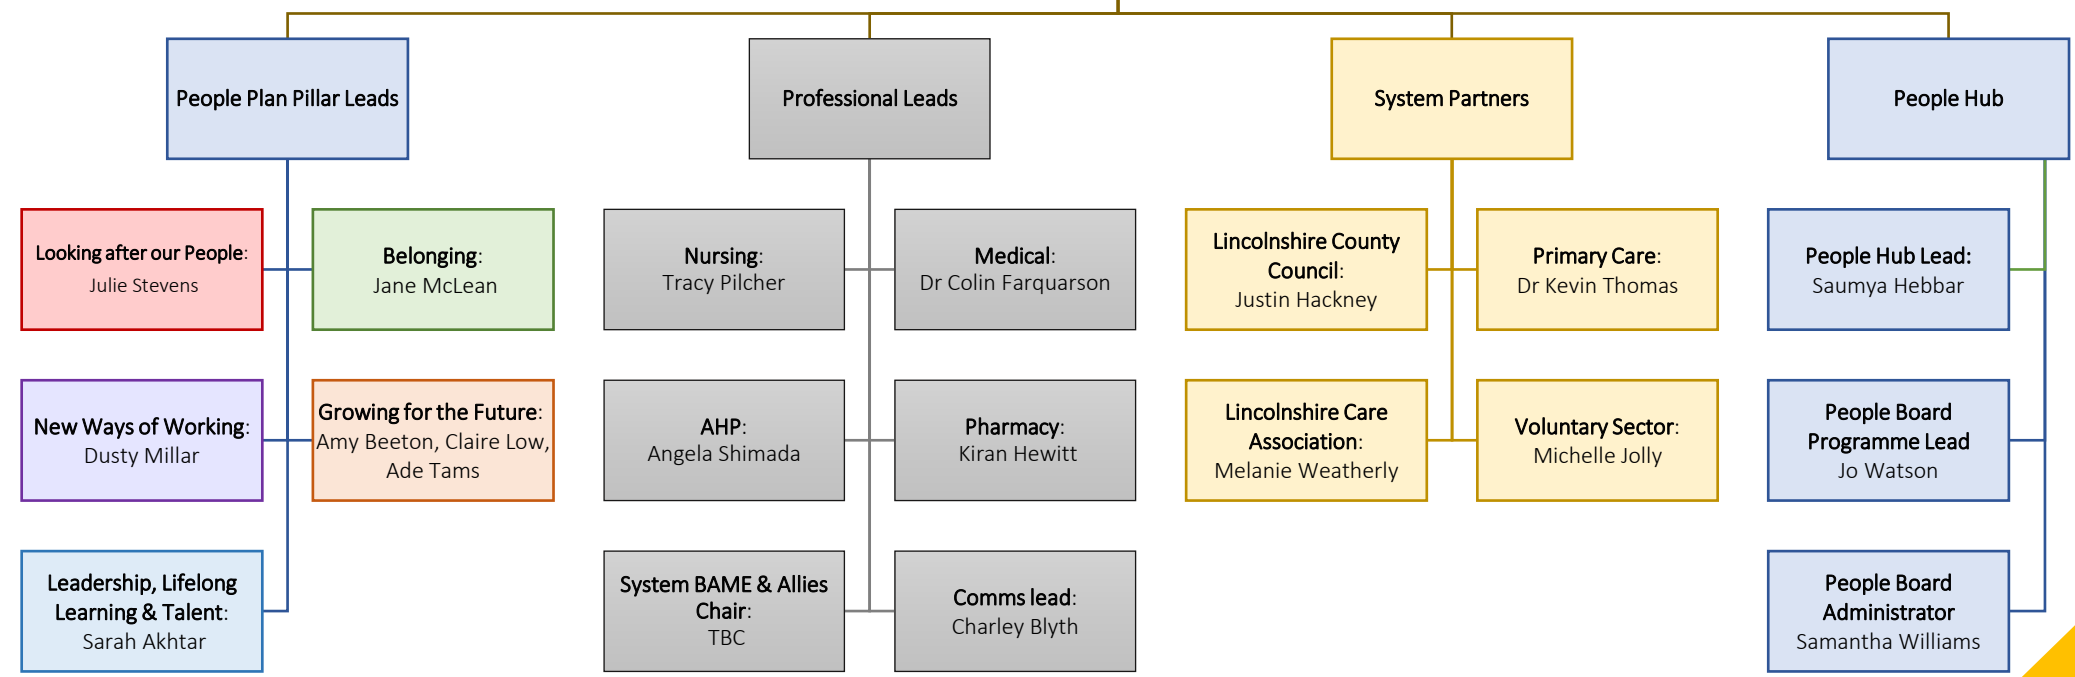 People Plan Pillar Leads
Professional Leads
System Partners
People Hub
Looking after our People:
Julie Stevens
Belonging:
Jane McLean
Nursing:
Tracy Pilcher
Medical:
Dr Colin Farquarson
Lincolnshire County
Council:
Justin Hackney
Primary Care:
Dr Kevin Thomas
People Hub Lead:
Saumya Hebbar
New Ways of Working:
Dusty Millar
Growing for the Future:
Amy Beeton, Claire Low,
Ade Tams
AHP:
Angela Shimada
Pharmacy:
Kiran Hewitt
Lincolnshire Care
Association:
Melanie Weatherly
Voluntary Sector:
Michelle Jolly
People Board
Programme Lead
Jo Watson
Leadership, Lifelong
Learning & Talent:
Sarah Akhtar
System BAME & Allies
Chair:
TBC
Comms lead:
Charley Blyth
People Board
Administrator
Samantha Williams